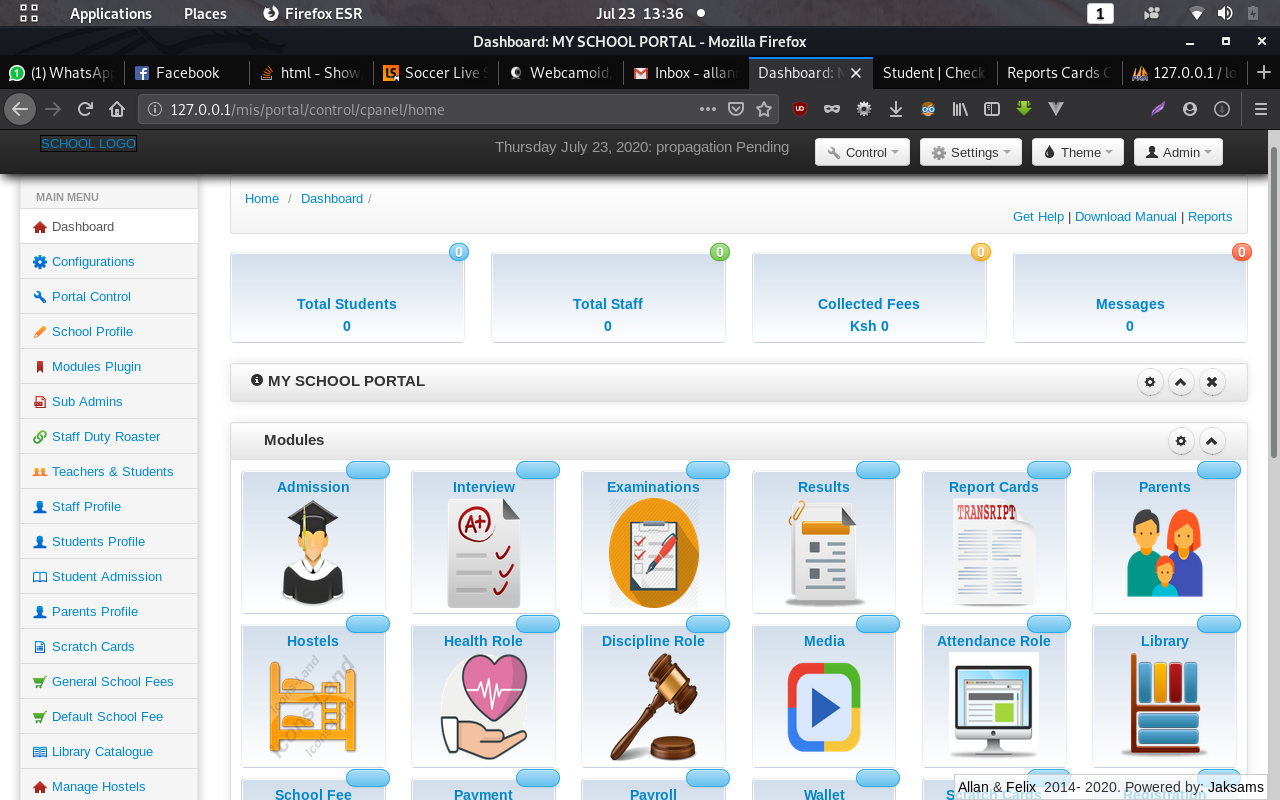 Applications Places Firefox ESR Jul 23 13:36 1
Dashboard: MY SCHOOL PORTAL - Mozilla Firefox
(1) WhatsApp Facebook html - Show Soccer Live S Webcamoid, Inbox - allan Dashboard: M Student | Check Reports Cards C 127.0.0.1 / lo
127.0.0.1/mis/portal/control/cpanel/home
SCHOOL LOGO Thursday July 23, 2020: propagation Pending Control Settings Theme Admin
MAIN MENU
Dashboard
Configurations
Portal Control
School Profile
Modules Plugin
Sub Admins
Staff Duty Roaster
Teachers & Students
Staff Profile
Students Profile
Student Admission
Parents Profile
Scratch Cards
General School Fees
Default School Fee
Library Catalogue
Manage Hostels
Home / Dashboard /
Get Help | Download Manual | Reports
0 0 0 0
Total Students Total Staff Collected Fees Messages
0 0 Ksh 0 0
MY SCHOOL PORTAL
Modules
Admission Interview Examinations Results Report Cards Parents
A+ TRANSRIPT
Hostels Health Role Discipline Role Media Attendance Role Library
Icons-Land
School Fee Payment Payroll Wallet
Allan & Felix 2014- 2020. Powered by: Jaksams